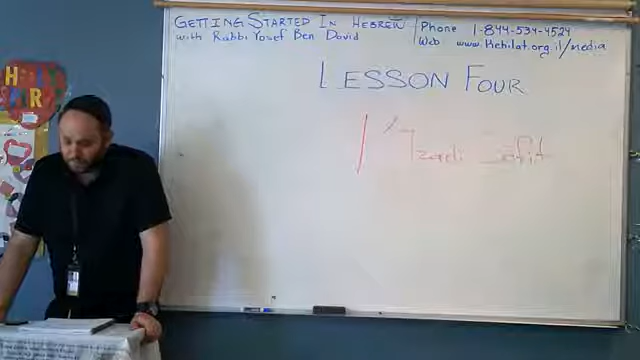 GETTING STARTED IN HEBREW
with Rabbi Yosef Ben David
Phone 1-844-534-4524
Web www.Kehilat.org.il/media
LESSON FOUR
Tzadi Sofit